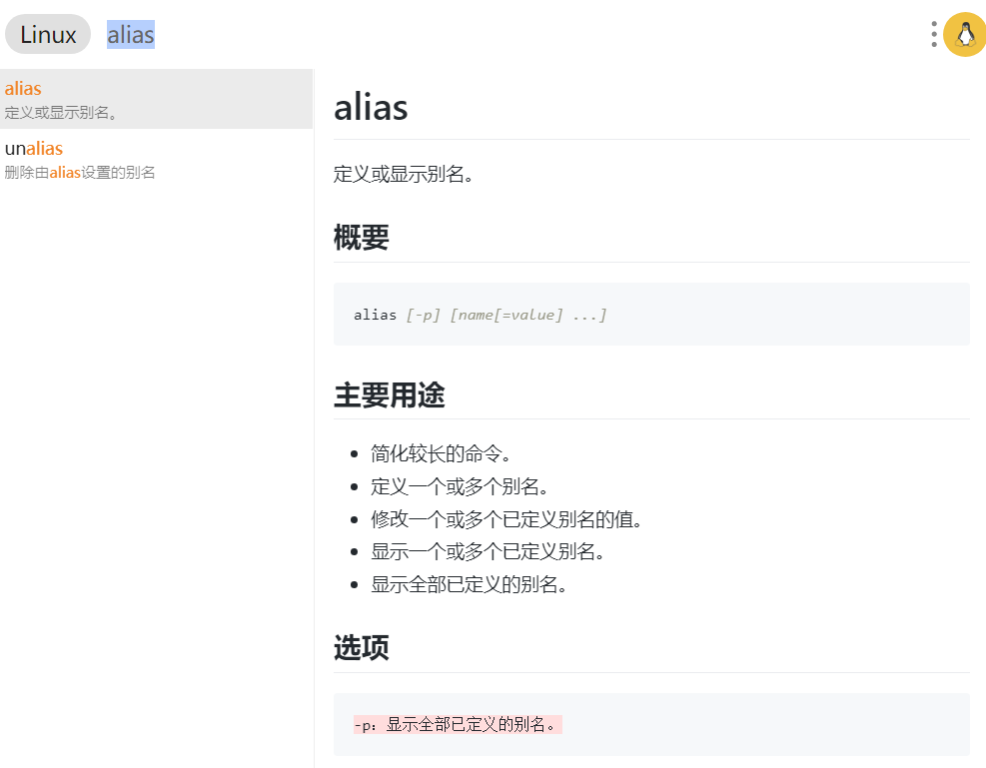 Linux alias
alias
定义或显示别名。
unalias
删除由alias设置的别名
alias
定义或显示别名。
概要
alias [-p] [name[=value] ...]
主要用途
简化较长的命令。
定义一个或多个别名。
修改一个或多个已定义别名的值。
显示一个或多个已定义别名。
显示全部已定义的别名。
选项
-p：显示全部已定义的别名。